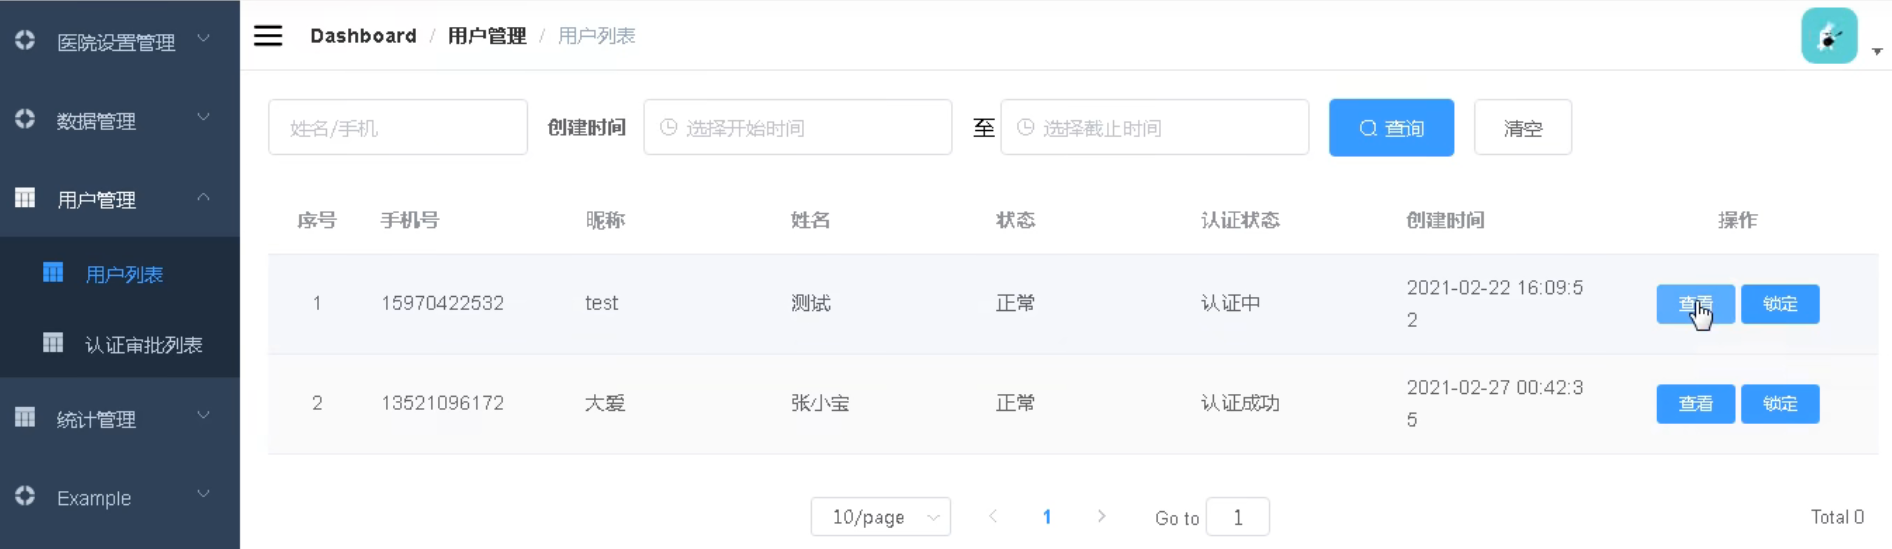 医院设置管理
数据管理
用户管理
用户列表
认证审批列表
统计管理
Example
Dashboard / 用户管理 / 用户列表
姓名/手机 创建时间 选择开始时间 至 选择截止时间 查询 清空
序号 手机号 昵称 姓名 状态 认证状态 创建时间 操作
1 15970422532 test 测试 正常 认证中 2021-02-22 16:09:5
2
查看 锁定
2 13521096172 大爱 张小宝 正常 认证成功 2021-02-27 00:42:3
5
查看 锁定
10/page 1 Go to 1 Total 0